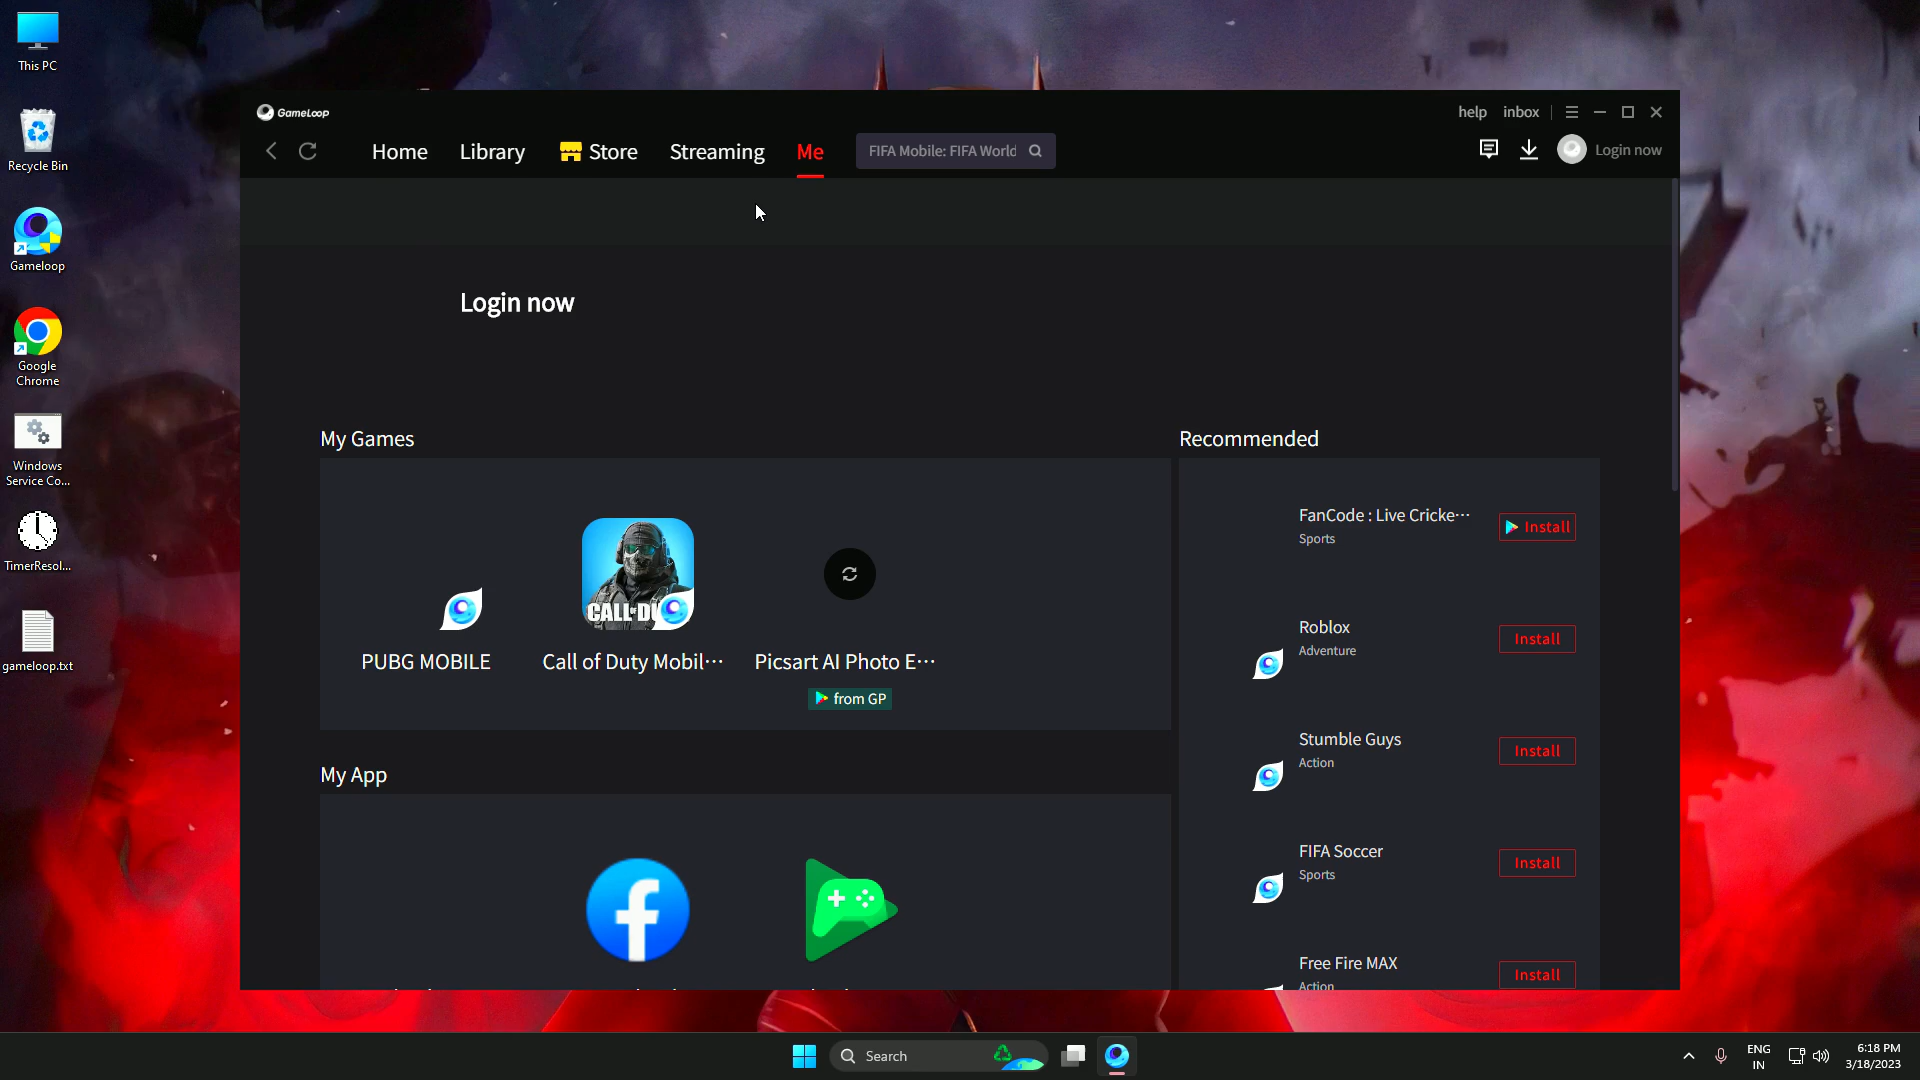 This PC
Recycle Bin
Gameloop
Google
Chrome
Windows
Service Co...
TimerResol...
gameloop.txt
GameLoop
help
inbox
Home
Library
Store
Streaming
Me
FIFA Mobile: FIFA World
Login now
Login now
My Games
PUBG MOBILE
CALL OF DU
Call of Duty Mobil···
Picsart AI Photo E···
from GP
My App
Recommended
FanCode : Live Cricke···
Sports
Install
Roblox
Adventure
Install
Stumble Guys
Action
Install
FIFA Soccer
Sports
Install
Free Fire MAX
Action
Install
Search
ENG
IN
6:18 PM
3/18/2023